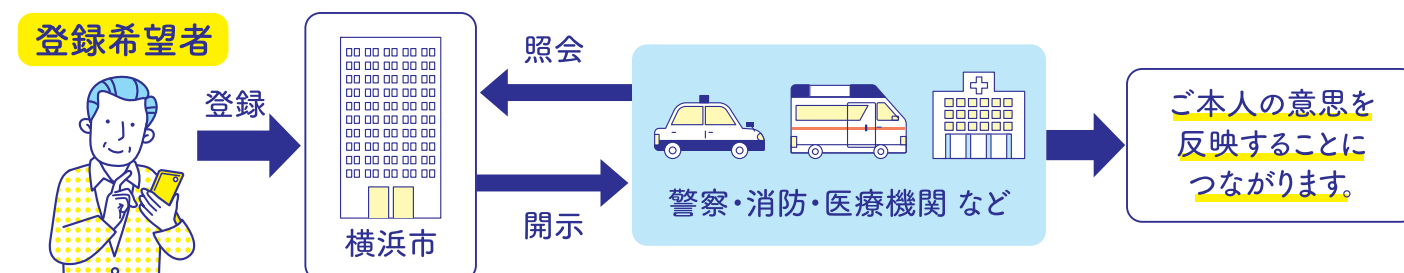 登録希望者
登録
横浜市
照会
開示
警察・消防・医療機関 など
ご本人の意思を
反映することに
つながります。